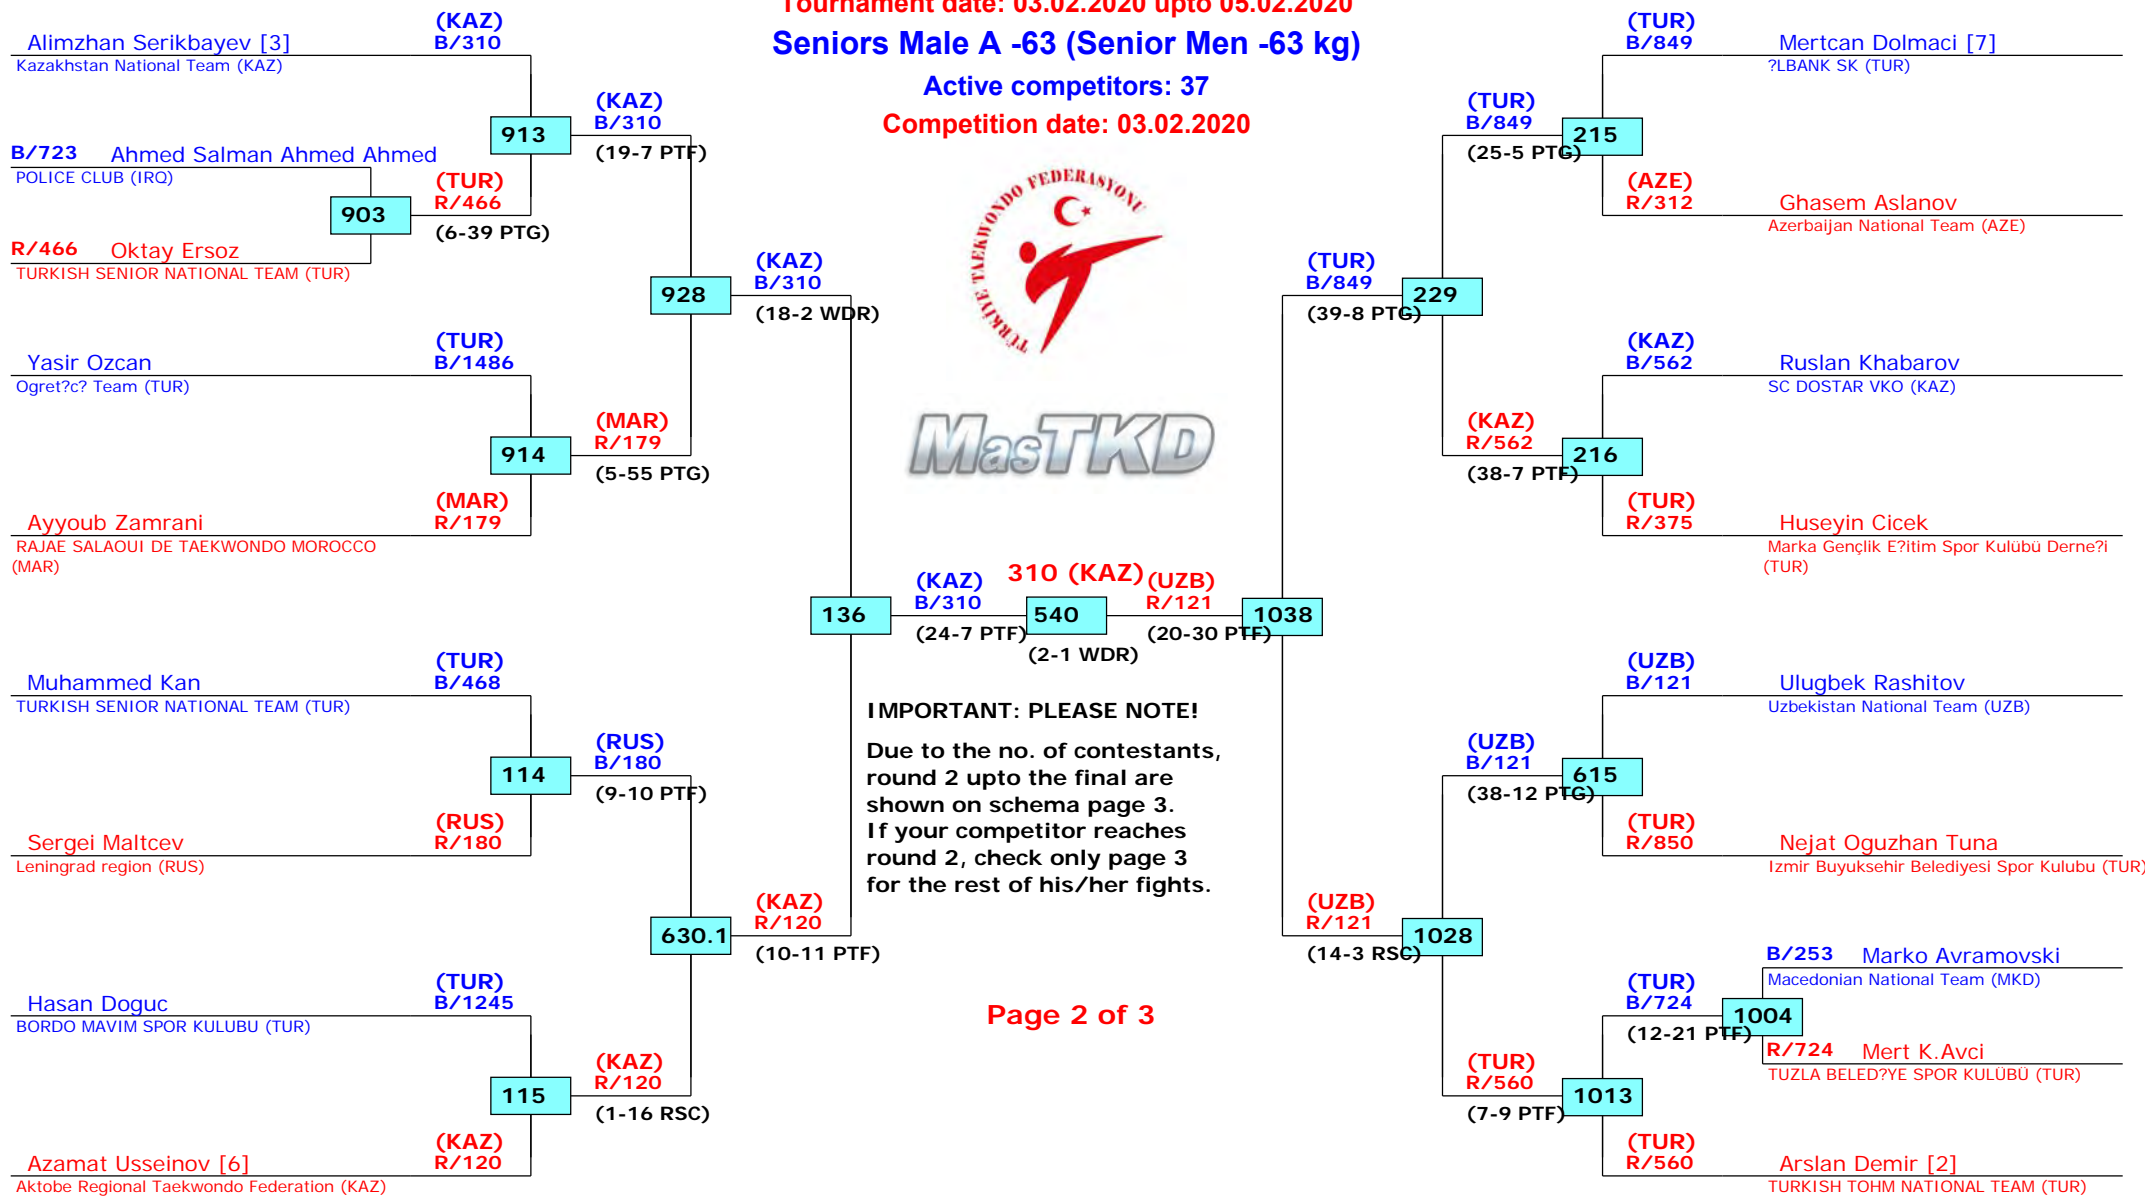 Tournament date: 03.02.2020 upto 05.02.2020
Seniors Male A -63 (Senior Men -63 kg)
Active competitors: 37
Competition date: 03.02.2020
(KAZ)
Alimzhan Serikbayev [3] B/310
Kazakhstan National Team (KAZ)
B/723 Ahmed Salman Ahmed Ahmed
POLICE CLUB (IRQ)
903
R/466 Oktay Ersoz
TURKISH SENIOR NATIONAL TEAM (TUR)
(TUR)
R/466
(6-39 PTG)
913
(KAZ)
B/310
(19-7 PTF)
(TUR)
Yasir Ozcan B/1486
Ogret?c? Team (TUR)
914
(MAR)
Ayyoub Zamrani R/179
RAJAE SALAOUI DE TAEKWONDO MOROCCO
(MAR)
(MAR)
R/179
(5-55 PTG)
928
(KAZ)
B/310
(18-2 WDR)
(TUR)
Muhammed Kan B/468
TURKISH SENIOR NATIONAL TEAM (TUR)
114
(RUS)
Sergei Maltcev R/180
Leningrad region (RUS)
(RUS)
B/180
(9-10 PTF)
(TUR)
Hasan Doguc B/1245
BORDO MAVIM SPOR KULUBU (TUR)
115
(KAZ)
Azamat Usseinov [6] R/120
Aktobe Regional Taekwondo Federation (KAZ)
(KAZ)
R/120
(1-16 RSC)
630.1
(KAZ)
R/120
(10-11 PTF)
136
(KAZ)
B/310
(24-7 PTF)
TÜRKİYE TAEKWONDO FEDERASYONU
MasTKD
310 (KAZ)
540
(2-1 WDR)
(UZB)
R/121
(20-30 PTF)
1038
IMPORTANT: PLEASE NOTE!
Due to the no. of contestants,
round 2 upto the final are
shown on schema page 3.
If your competitor reaches
round 2, check only page 3
for the rest of his/her fights.
Page 2 of 3
(TUR)
B/849 Mertcan Dolmaci [7]
?LBANK SK (TUR)
215
(AZE)
R/312 Ghasem Aslanov
Azerbaijan National Team (AZE)
(TUR)
B/849
(25-5 PTG)
(TUR)
B/849
(39-8 PTG)
229
(KAZ)
B/562 Ruslan Khabarov
SC DOSTAR VKO (KAZ)
(KAZ)
R/562
(38-7 PTF)
216
(TUR)
R/375 Huseyin Cicek
Marka Gençlik E?itim Spor Kulübü Derne?i
(TUR)
(UZB)
B/121 Ulugbek Rashitov
Uzbekistan National Team (UZB)
(UZB)
B/121
(38-12 PTG)
615
(TUR)
R/850 Nejat Oguzhan Tuna
Izmir Buyuksehir Belediyesi Spor Kulubu (TUR)
(UZB)
R/121
(14-3 RSC)
1028
B/253 Marko Avramovski
Macedonian National Team (MKD)
(TUR)
B/724
(12-21 PTF)
1004
R/724 Mert K.Avci
TUZLA BELED?YE SPOR KULÜBÜ (TUR)
(TUR)
R/560
(7-9 PTF)
1013
(TUR)
R/560 Arslan Demir [2]
TURKISH TOHM NATIONAL TEAM (TUR)